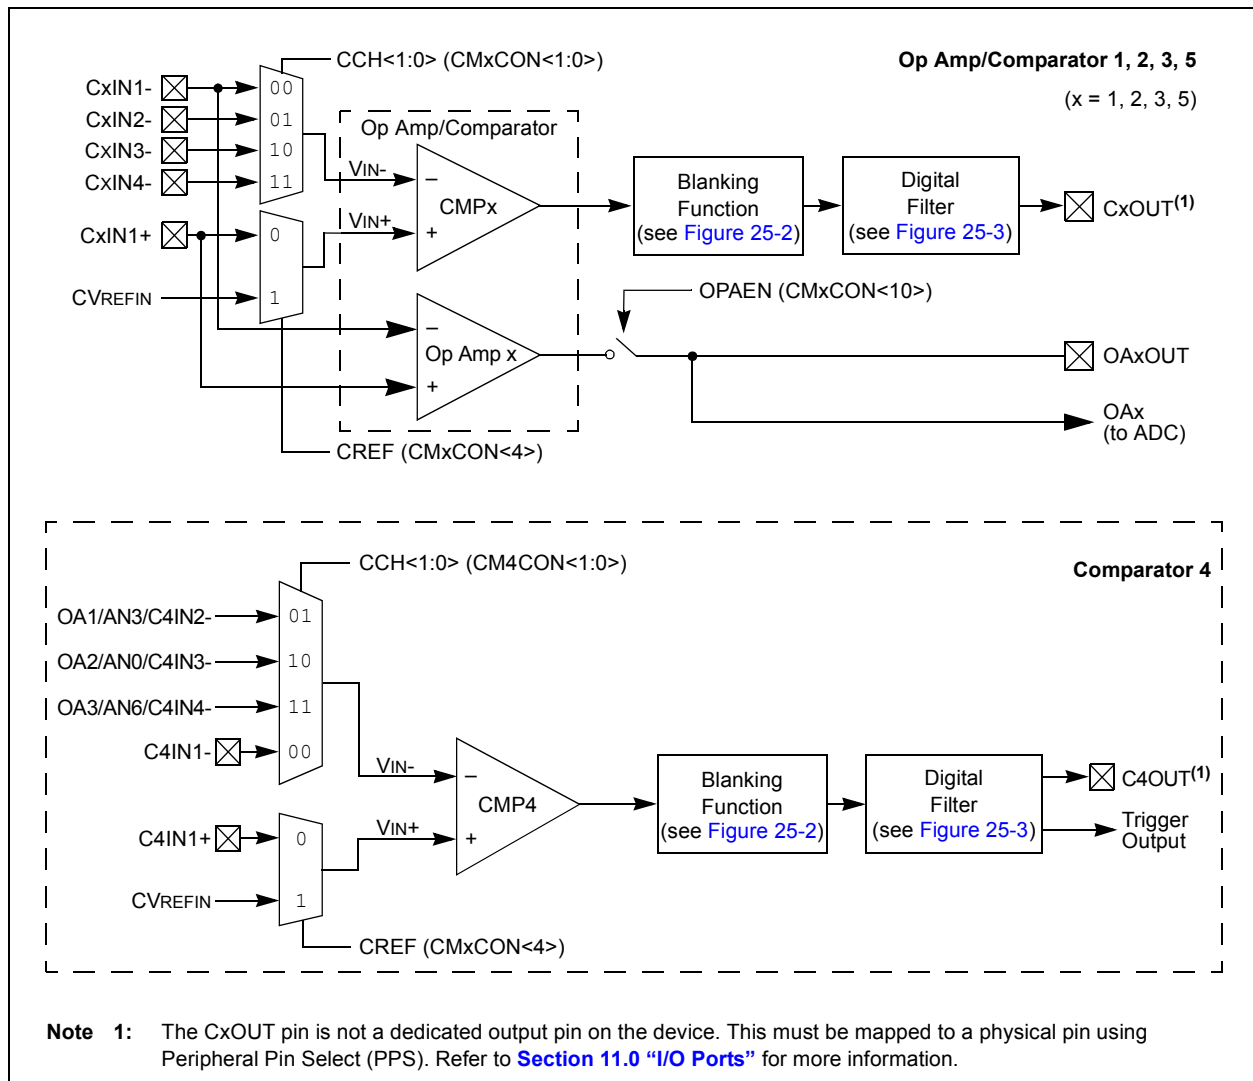 CCH<1:0> (CMxCON<1:0>)
Op Amp/Comparator 1, 2, 3, 5
(x = 1, 2, 3, 5)
CxIN1-
CxIN2-
CxIN3-
CxIN4-
00
01
10
11
Op Amp/Comparator
VIN-
–
CMPx
VIN+
+
Blanking
Function
(see Figure 25-2)
Digital
Filter
(see Figure 25-3)
CxOUT(1)
CxIN1+
0
CVREFIN
1
OPAEN (CMxCON<10>)
–
Op Amp x
+
OAxOUT
OAx
(to ADC)
CREF (CMxCON<4>)
CCH<1:0> (CM4CON<1:0>)
Comparator 4
OA1/AN3/C4IN2-
01
OA2/AN0/C4IN3-
10
OA3/AN6/C4IN4-
11
C4IN1-
00
VIN-
–
CMP4
VIN+
+
Blanking
Function
(see Figure 25-2)
Digital
Filter
(see Figure 25-3)
C4OUT(1)
Trigger
Output
C4IN1+
0
CVREFIN
1
CREF (CMxCON<4>)
Note 1: The CxOUT pin is not a dedicated output pin on the device. This must be mapped to a physical pin using
Peripheral Pin Select (PPS). Refer to Section 11.0 “I/O Ports” for more information.